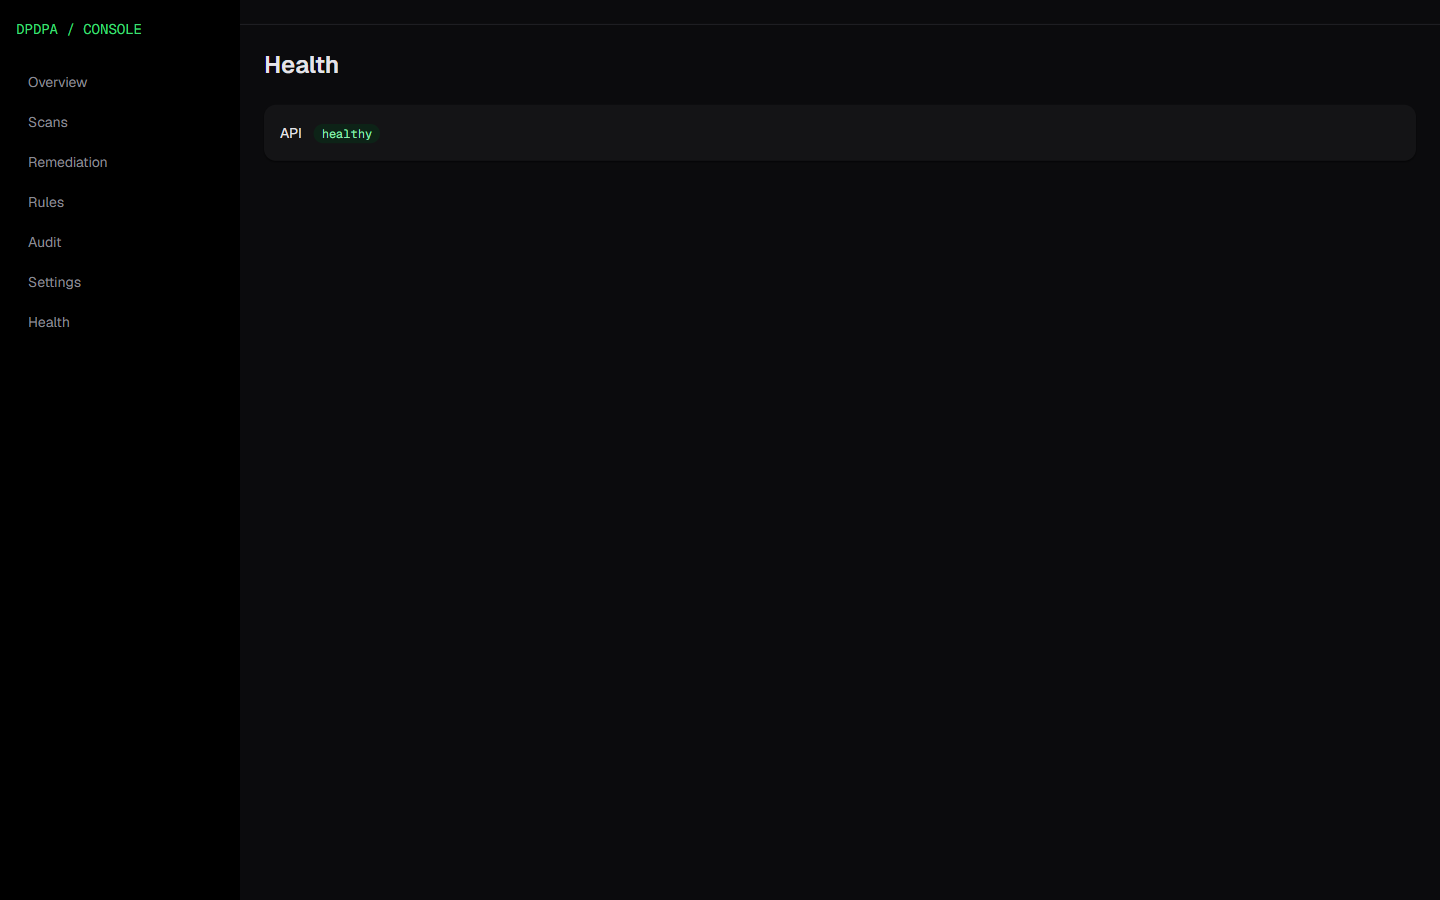 DPDPA / CONSOLE
Overview
Scans
Remediation
Rules
Audit
Settings
Health
Health
API healthy